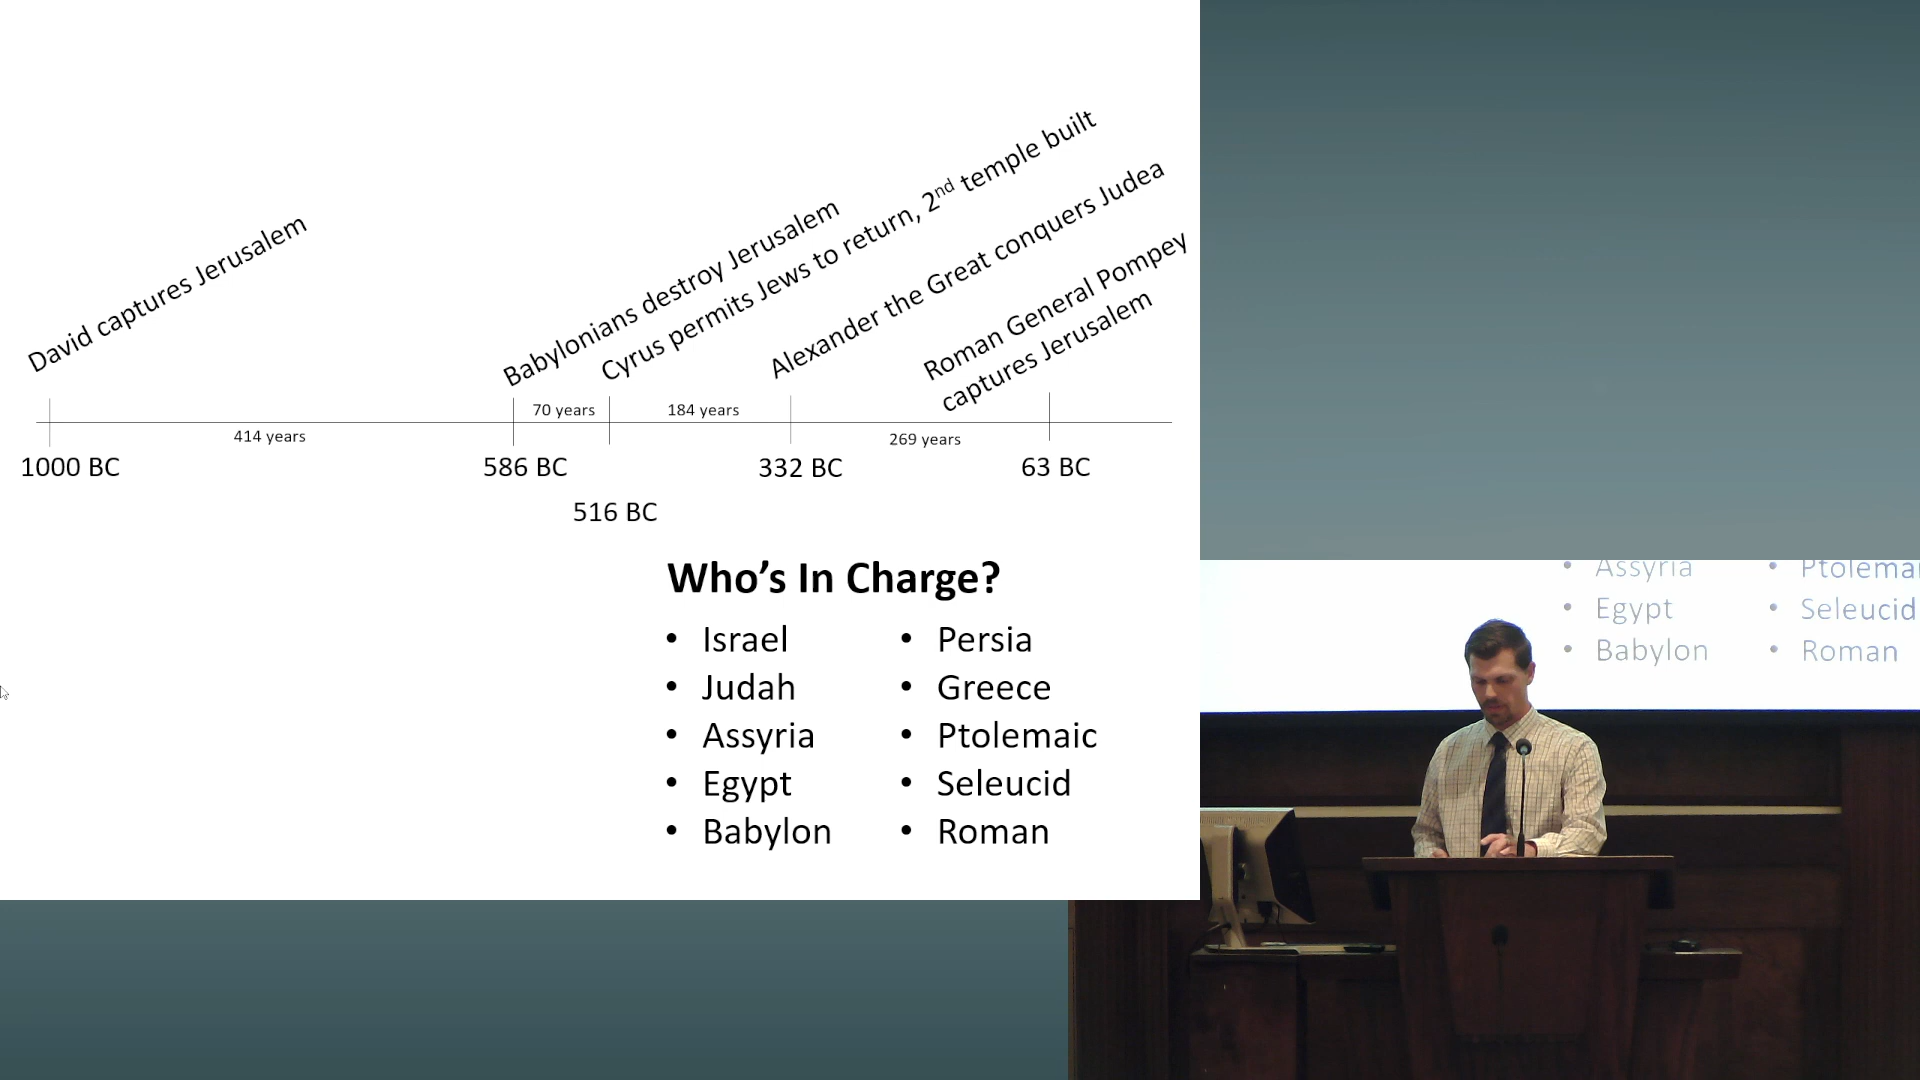 David captures Jerusalem
Babylonians destroy Jerusalem
Cyrus permits Jews to return, 2nd temple built
Alexander the Great conquers Judea
Roman General Pompey
captures Jerusalem
70 years
184 years
414 years
269 years
1000 BC
586 BC
332 BC
63 BC
516 BC
Who's In Charge?
• Israel
• Judah
• Assyria
• Egypt
• Babylon
• Persia
• Greece
• Ptolemaic
• Seleucid
• Roman
• Assyria
• Egypt
• Babylon
• Ptolemai
• Seleucid
• Roman